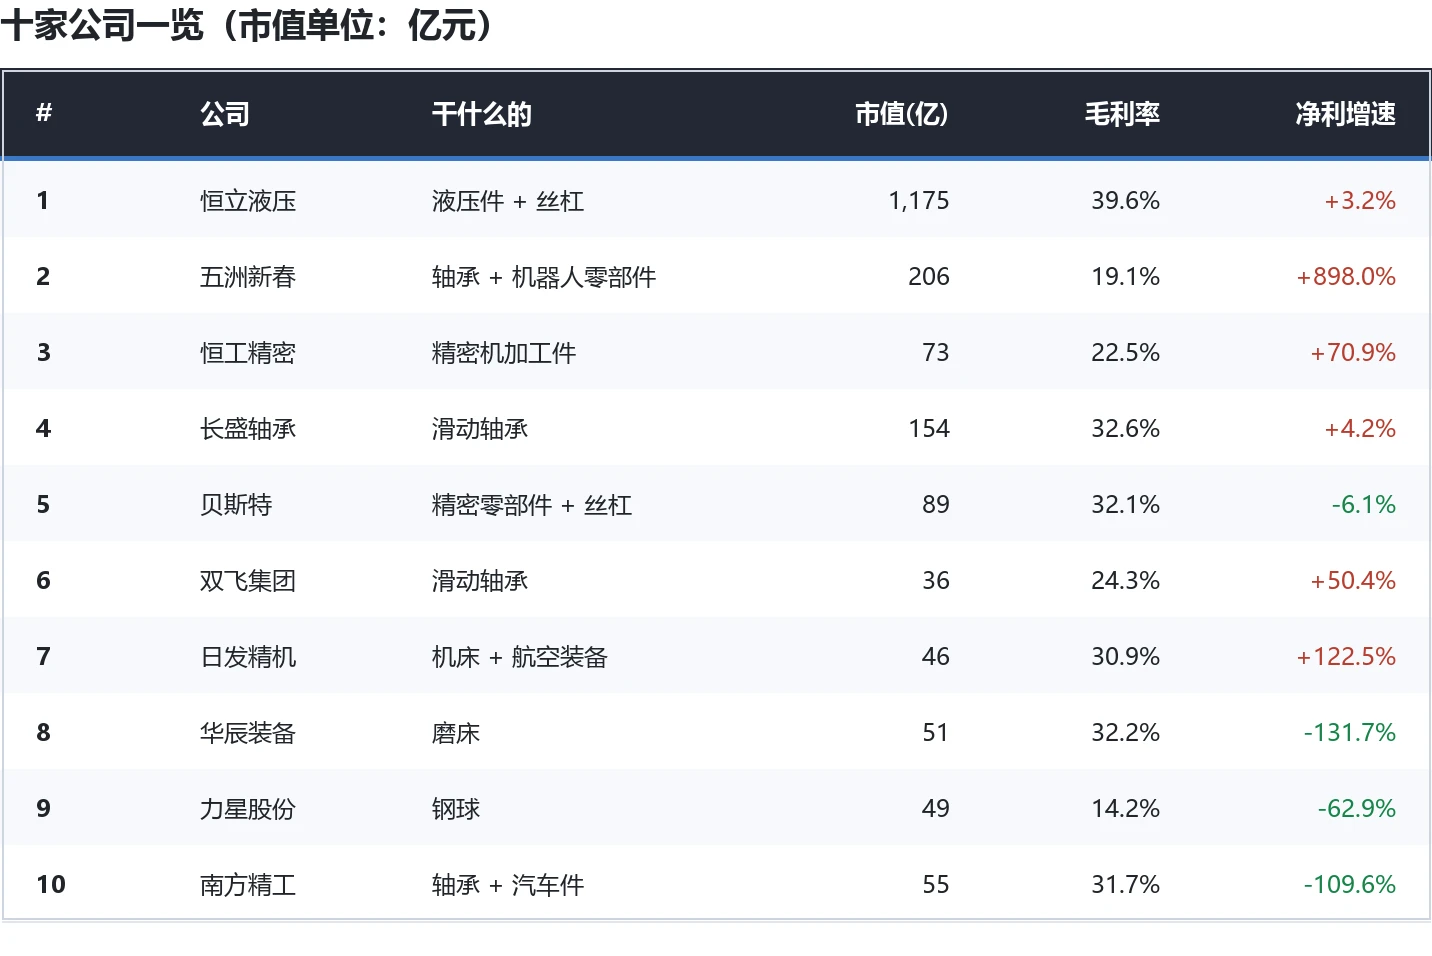 十家公司一览（市值单位：亿元）
# 公司 干什么的 市值(亿) 毛利率 净利增速
1 恒立液压 液压件 + 丝杠 1,175 39.6% +3.2%
2 五洲新春 轴承 + 机器人零部件 206 19.1% +898.0%
3 恒工精密 精密机加工件 73 22.5% +70.9%
4 长盛轴承 滑动轴承 154 32.6% +4.2%
5 贝斯特 精密零部件 + 丝杠 89 32.1% -6.1%
6 双飞集团 滑动轴承 36 24.3% +50.4%
7 日发精机 机床 + 航空装备 46 30.9% +122.5%
8 华辰装备 磨床 51 32.2% -131.7%
9 力星股份 钢球 49 14.2% -62.9%
10 南方精工 轴承 + 汽车件 55 31.7% -109.6%